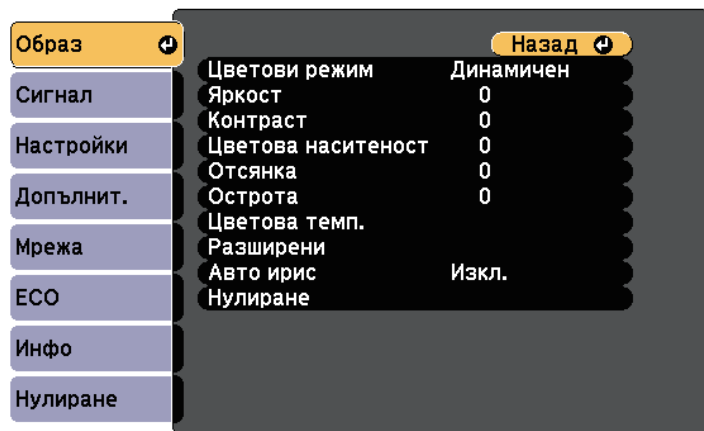 Образ
Сигнал
Настройки
Допълнит.
Мрежа
ECO
Инфо
Нулиране
Назад
Цветови режим Динамичен
Яркост 0
Контраст 0
Цветова наситеност 0
Отсянка 0
Острота 0
Цветова темп.
Разширени
Авто ирис Изкл.
Нулиране